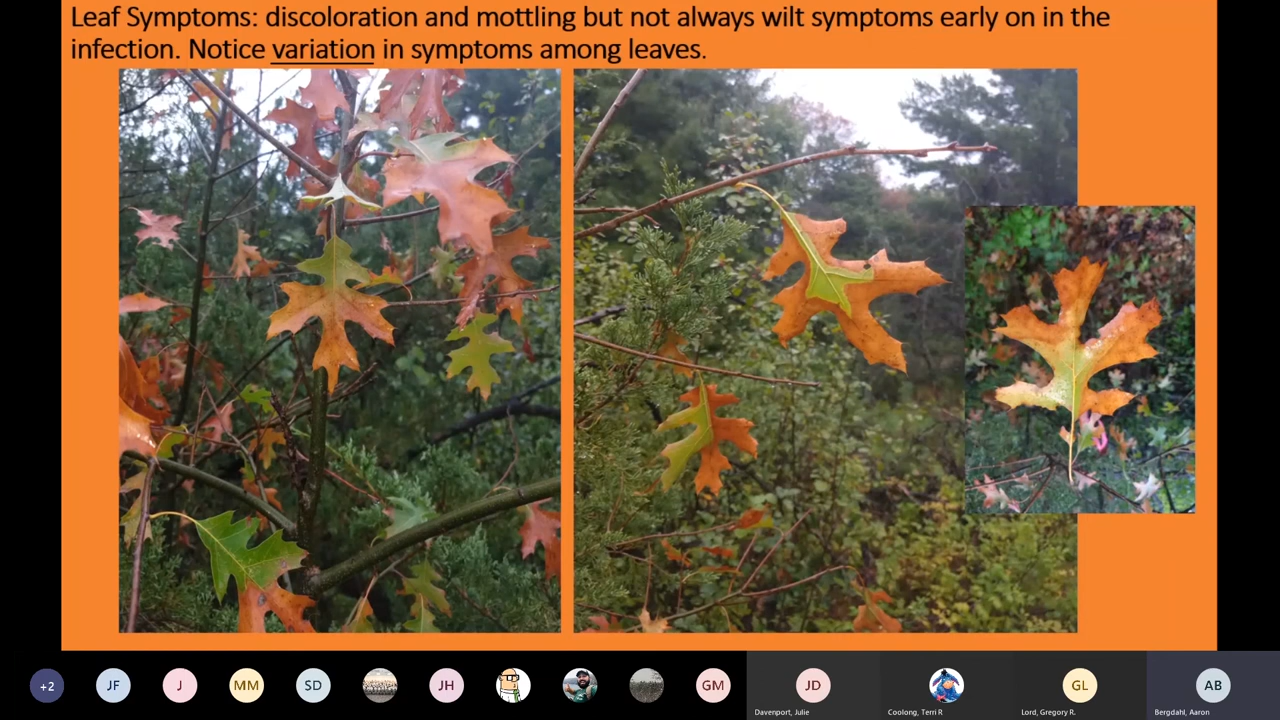 Leaf Symptoms: discoloration and mottling but not always wilt symptoms early on in the
infection. Notice variation in symptoms among leaves.
+2
JF
J
MM
SD
JH
GM
JD
GL
AB
Davenport, Julie
Coolong, Terri R
Lord, Gregory R.
Bergdahl, Aaron